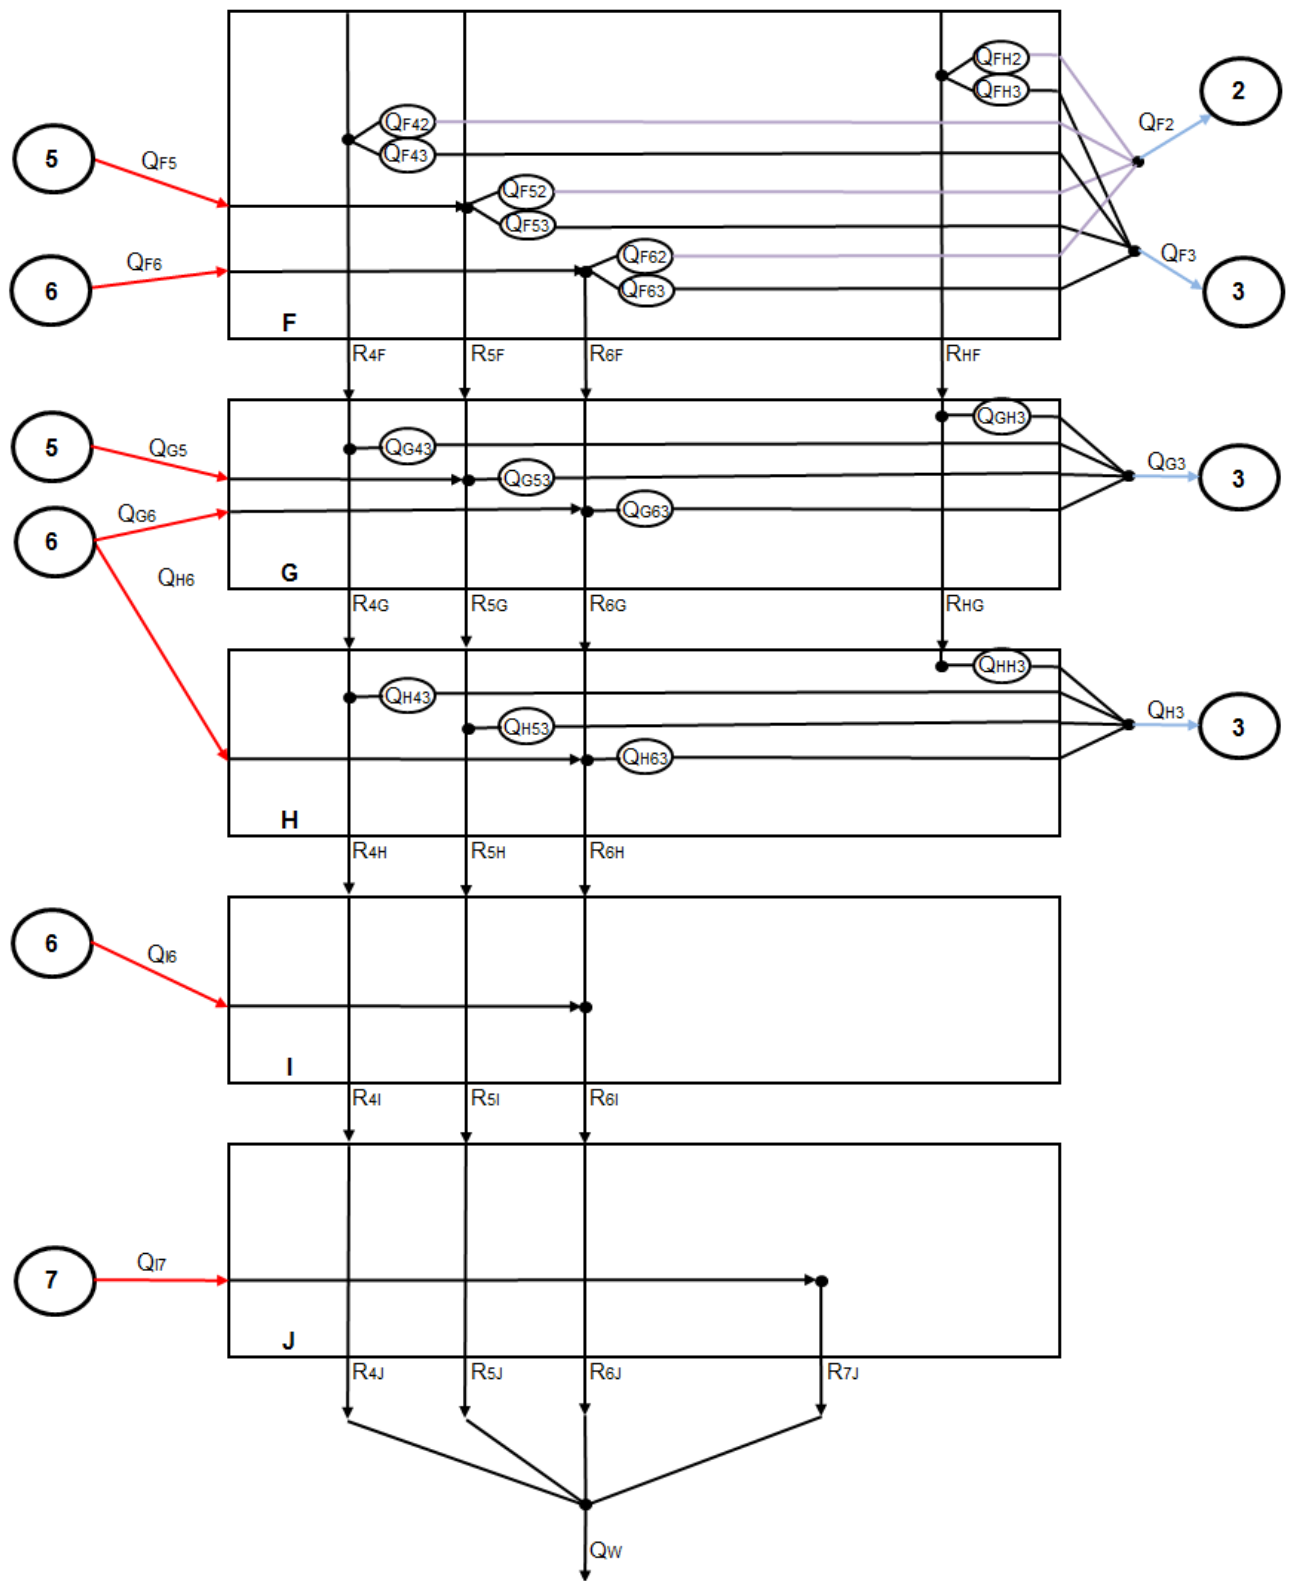 QFH2
2
QFH3
QF42
QF2
5
QF5
QF43
QF52
QF53
QF62
QF3
6
QF6
QF63
3
F
R4F
R5F
R6F
RHF
QGH3
5
QG5
QG43
QG53
QG3
3
QG6
QG63
6
QH6
G
R4G
R5G
R6G
RHG
QHH3
QH43
QH53
QH3
3
QH63
H
R4H
R5H
R6H
6
QI6
I
R4I
R5I
R6I
7
QI7
J
R4J
R5J
R6J
R7J
QW